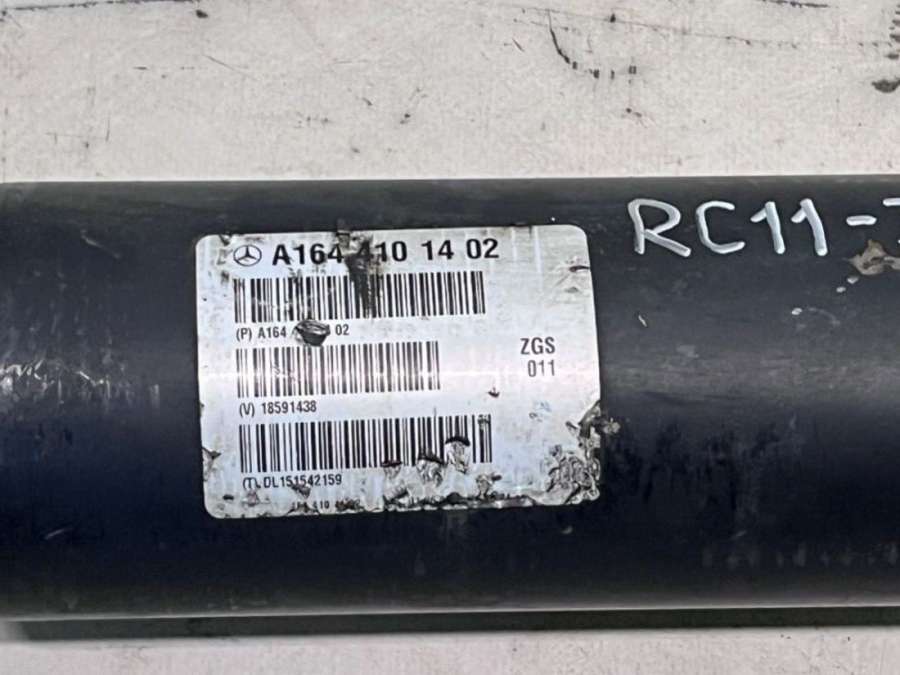 A164 410 14 02
RC11-
(P) A164 02
ZGS
011
(V) 18591438
(T) DL151542159